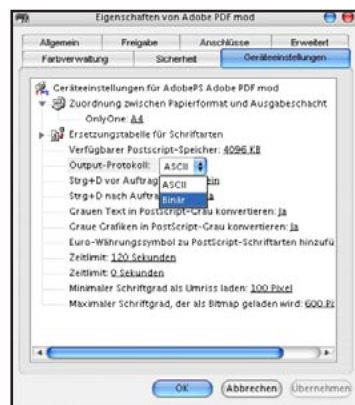 Eigenschaften von Adobe PDF mod
Allgemein Freigabe Anschlüsse Erweitert
Farbverwaltung Sicherheit Geräteeinstellungen
Geräteeinstellungen für AdobePS Adobe PDF mod
Zuordnung zwischen Papierformat und Ausgabeschacht
OnlyOne: A4
Ersetzungstabelle für Schriftarten
Verfügbarer Postscript-Speicher: 4096 KB
Output-Protokoll: ASCII
ASCII
Strg+D vor Auftrag ein
Binär
Strg+D nach Auftra a
Grauen Text in PostScript-Grau konvertieren: Ja
Graue Grafiken in PostScript-Grau konvertieren: Ja
Euro-Währungssymbol zu PostScript-Schriftarten hinzufü
Zeitlimit: 120 Sekunden
Zeitlimit: 0 Sekunden
Minimaler Schriftgrad als Umriss laden: 100 Pixel
Maximaler Schriftgrad, der als Bitmap geladen wird: 600 Pi
OK Abbrechen Übernehmen